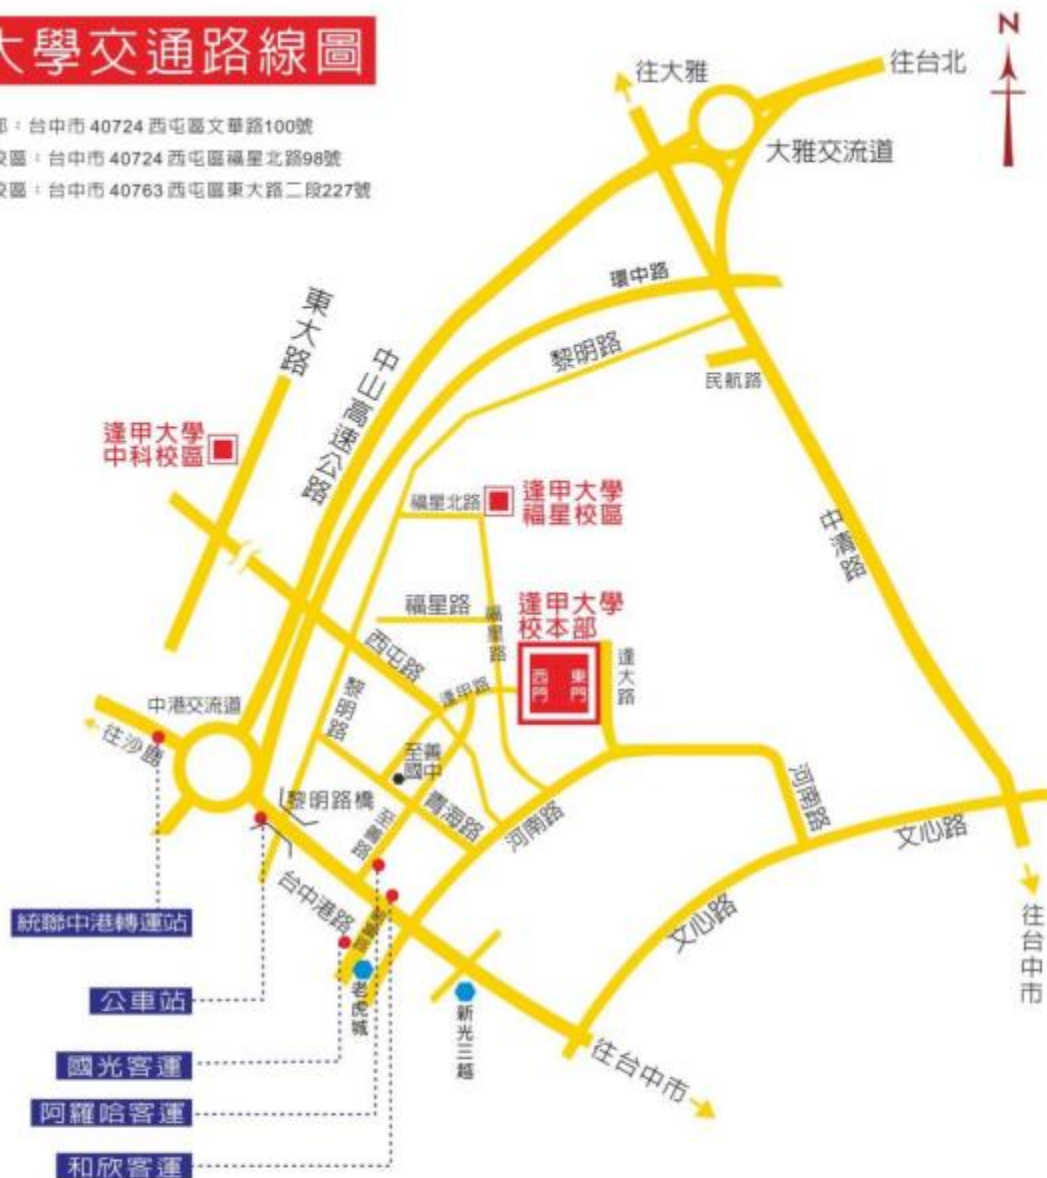 大學交通路線圖
部：台中市 40724 西屯區文華路100號
校區：台中市 40724 西屯區福星北路98號
校區：台中市 40763 西屯區東大路二段227號
N
往大雅
往台北
大雅交流道
環中路
東大路
中山高速公路
黎明路
民航路
逢甲大學
中科校區
福星北路
逢甲大學
福星校區
中清路
福星路
福星路
逢甲大學
校本部
西屯路
西門
東門
逢大路
逢甲路
黎明路
中港交流道
往沙鹿
至善
國中
黎明路橋
青海路
至善路
河南路
河南路
文心路
台中港路
文心路
統聯中港轉運站
往台中市
公車站
老虎城
新光三越
國光客運
往台中市
阿羅哈客運
和欣客運